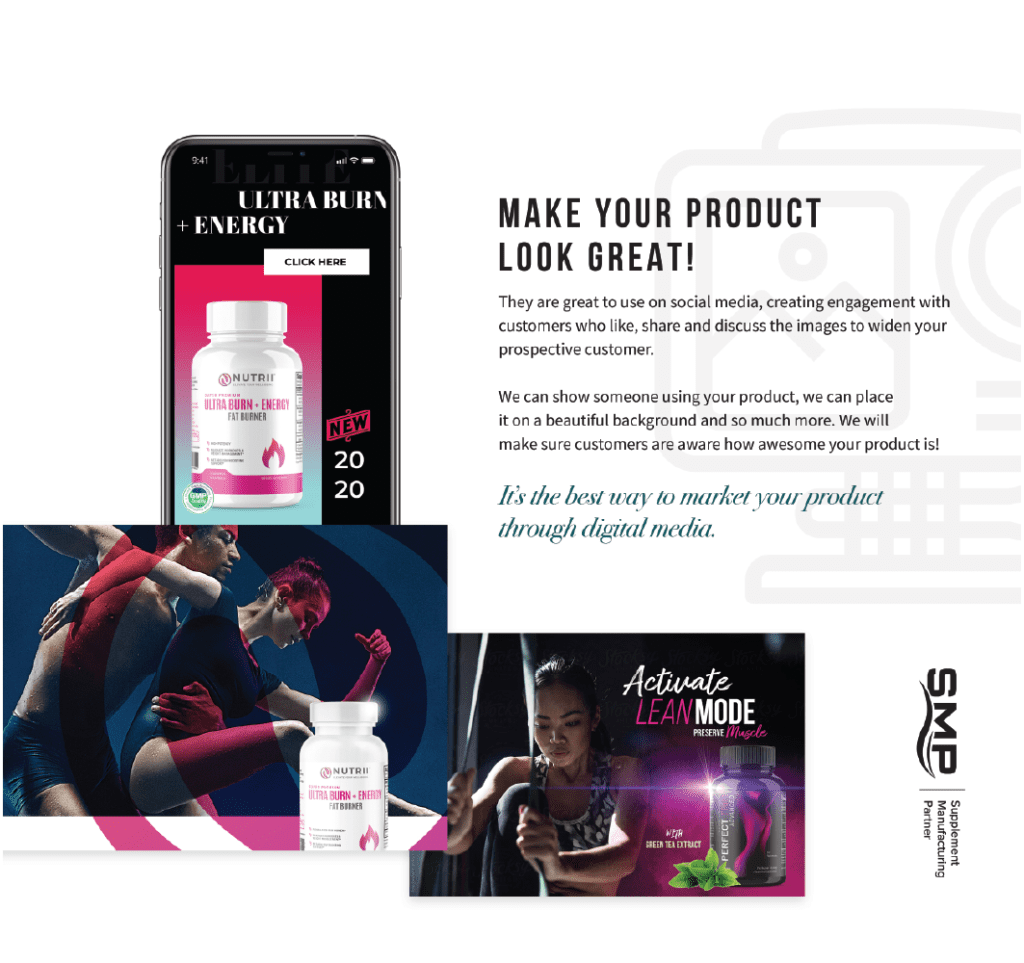 9:41
ELITE
ULTRA BURN
+ ENERGY
CLICK HERE
NUTRII
ULTRA BURN + ENERGY
FAT BURNER
GMP
NEW
20
20
MAKE YOUR PRODUCT
LOOK GREAT!
They are great to use on social media, creating engagement with
customers who like, share and discuss the images to widen your
prospective customer.
We can show someone using your product, we can place
it on a beautiful background and so much more. We will
make sure customers are aware how awesome your product is!
It's the best way to market your product
through digital media.
NUTRII
ULTRA BURN + ENERGY
FAT BURNER
Activate
LEAN MODE
PRESERVE Muscle
WITH
GREEN TEA EXTRACT
PERFECT
ADVANCED
SMP
Supplement
Manufacturing
Partner